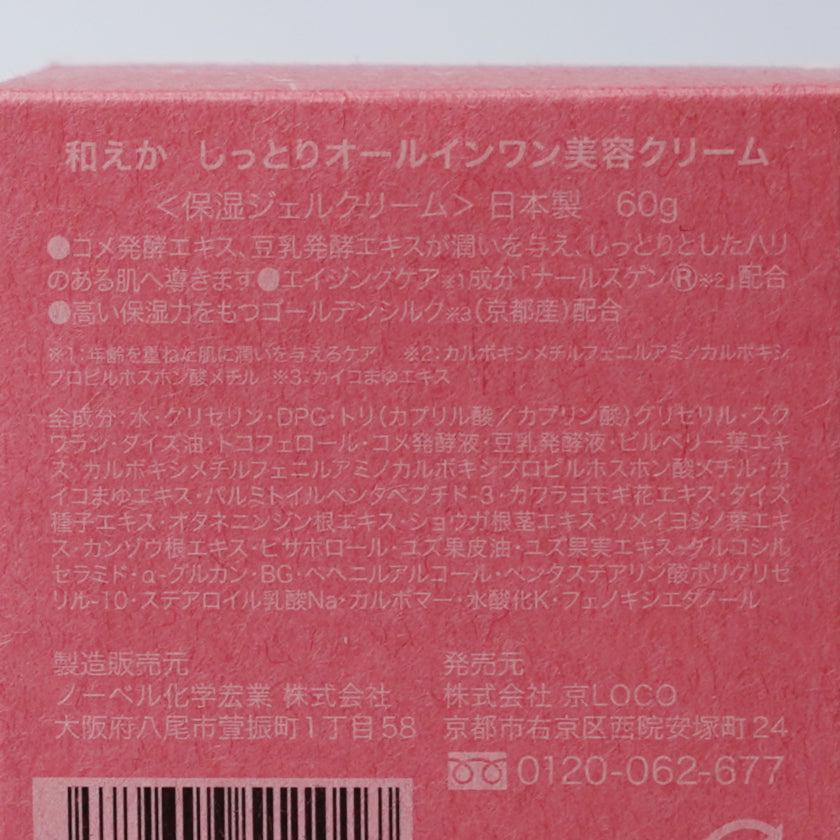 和えか しっとりオールインワン美容クリーム
<保湿ジェルクリーム> 日本製 60g
●コメ発酵エキス、豆乳発酵エキスが潤いを与え、しっとりとしたハリ
のある肌へ導きます●エイジングケア※1成分「ナールスゲン®※2」配合
●高い保湿力をもつゴールデンシルク※3(京都産)配合
※1:年齢を重ねた肌に潤いを与えるケア ※2:カルボキシメチルフェニルアミノカルボキシ
プロピルホスホン酸メチル ※3:カイコまゆエキス
全成分:水・グリセリン・DPG・トリ(カプリル酸/カプリン酸)グリセリル・スク
ワラン・ダイズ油・トコフェロール・コメ発酵液・豆乳発酵液・ビルベリー葉エキ
ス・カルボキシメチルフェニルアミノカルボキシプロピルホスホン酸メチル・カ
イコまゆエキス・パルミトイルペンタペプチド-3・カワラヨモギ花エキス・ダイズ
種子エキス・オタネニンジン根エキス・ショウガ根茎エキス・ソメイヨシノ葉エキ
ス・カンゾウ根エキス・ビサボロール・ユズ果皮油・ユズ果実エキス・グルコシル
セラミド・α-グルカン・BG・ベヘニルアルコール・ペンタステアリン酸ポリグリセ
リル-10・ステアロイル乳酸Na・カルボマー・水酸化K・フェノキシエタノール
製造販売元
ノーベル化学宏業 株式会社
大阪府八尾市萱振町1丁目58
発売元
株式会社 京LOCO
京都市右京区西院安塚町24
0120-062-677